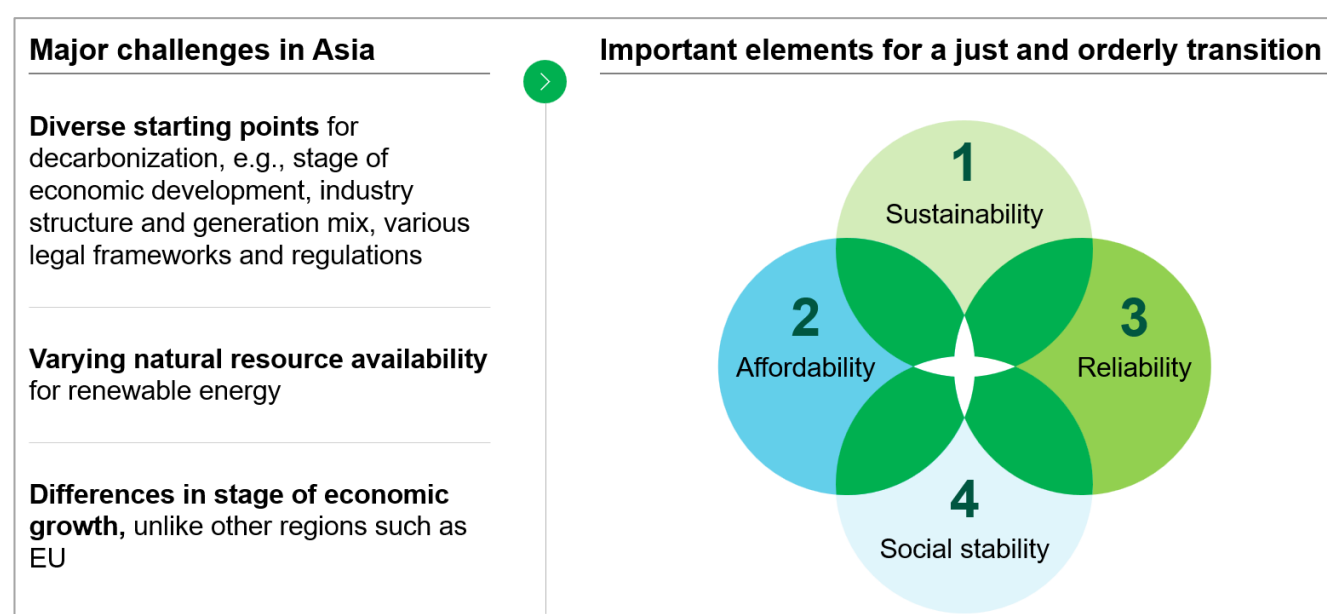 Major challenges in Asia
Diverse starting points for
decarbonization, e.g., stage of
economic development, industry
structure and generation mix, various
legal frameworks and regulations
Varying natural resource availability
for renewable energy
Differences in stage of economic
growth, unlike other regions such as
EU
Important elements for a just and orderly transition
1
Sustainability
2
Affordability
3
Reliability
4
Social stability